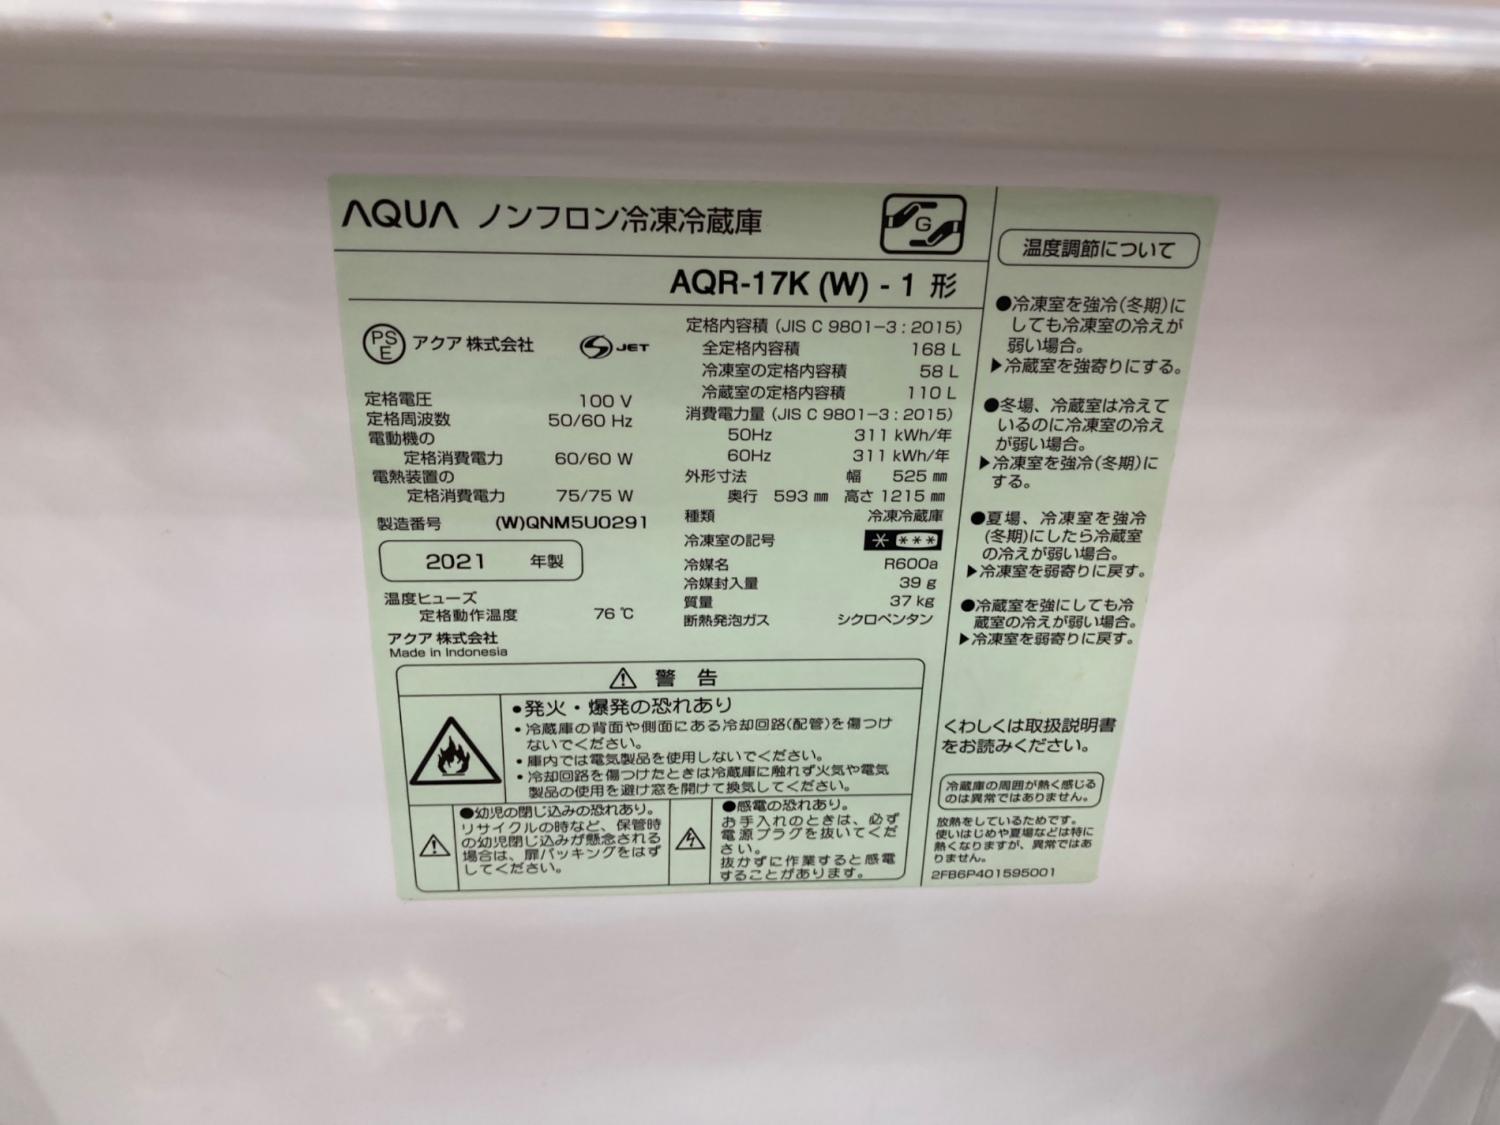 AQUA ノンフロン冷凍冷蔵庫
G
AQR-17K (W) - 1 形
PS
E
アクア 株式会社
JET
定格電圧 100 V
定格周波数 50/60 Hz
電動機の
定格消費電力 60/60 W
電熱装置の
定格消費電力 75/75 W
製造番号 (W)QNM5U0291
2021 年製
温度ヒューズ
定格動作温度 76 ℃
アクア 株式会社
Made in Indonesia
定格内容積 (JIS C 9801-3 : 2015)
全定格内容積 168 L
冷凍室の定格内容積 58 L
冷蔵室の定格内容積 110 L
消費電力量 (JIS C 9801-3 : 2015)
50Hz 311 kWh/年
60Hz 311 kWh/年
外形寸法 幅 525 ㎜
奥行 593 ㎜ 高さ 1215 ㎜
種類 冷凍冷蔵庫
冷凍室の記号 * ***
冷媒名 R600a
冷媒封入量 39 g
質量 37 kg
断熱発泡ガス シクロペンタン
⚠ 警 告
•発火・爆発の恐れあり
・冷蔵庫の背面や側面にある冷却回路(配管)を傷つけ
ないでください。
・庫内では電気製品を使用しないでください。
・冷却回路を傷つけたときは冷蔵庫に触れず火気や電気
製品の使用を避け窓を開けて換気してください。
●幼児の閉じ込みの恐れあり。
リサイクルの時など、保管時
の幼児閉じ込みが懸念される
場合は、扉パッキングをはず
してください。
●感電の恐れあり。
お手入れのときは、必ず
電源プラグを抜いてくだ
さい。
抜かずに作業すると感電
することがあります。
温度調節について
●冷凍室を強冷(冬期)に
しても冷凍室の冷えが
弱い場合。
▶冷蔵室を強寄りにする。
●冬場、冷蔵室は冷えて
いるのに冷凍室の冷え
が弱い場合。
▶冷凍室を強冷(冬期)に
する。
●夏場、冷凍室を強冷
(冬期)にしたら冷蔵室
の冷えが弱い場合。
▶冷凍室を弱寄りに戻す。
●冷蔵室を強にしても冷
蔵室の冷えが弱い場合。
▶冷凍室を弱寄りに戻す。
くわしくは取扱説明書
をお読みください。
冷蔵庫の周囲が熱く感じる
のは異常ではありません。
放熱をしているためです。
使いはじめや夏場などは特に
熱くなりますが、異常ではあ
りません。
2FB6P401595001